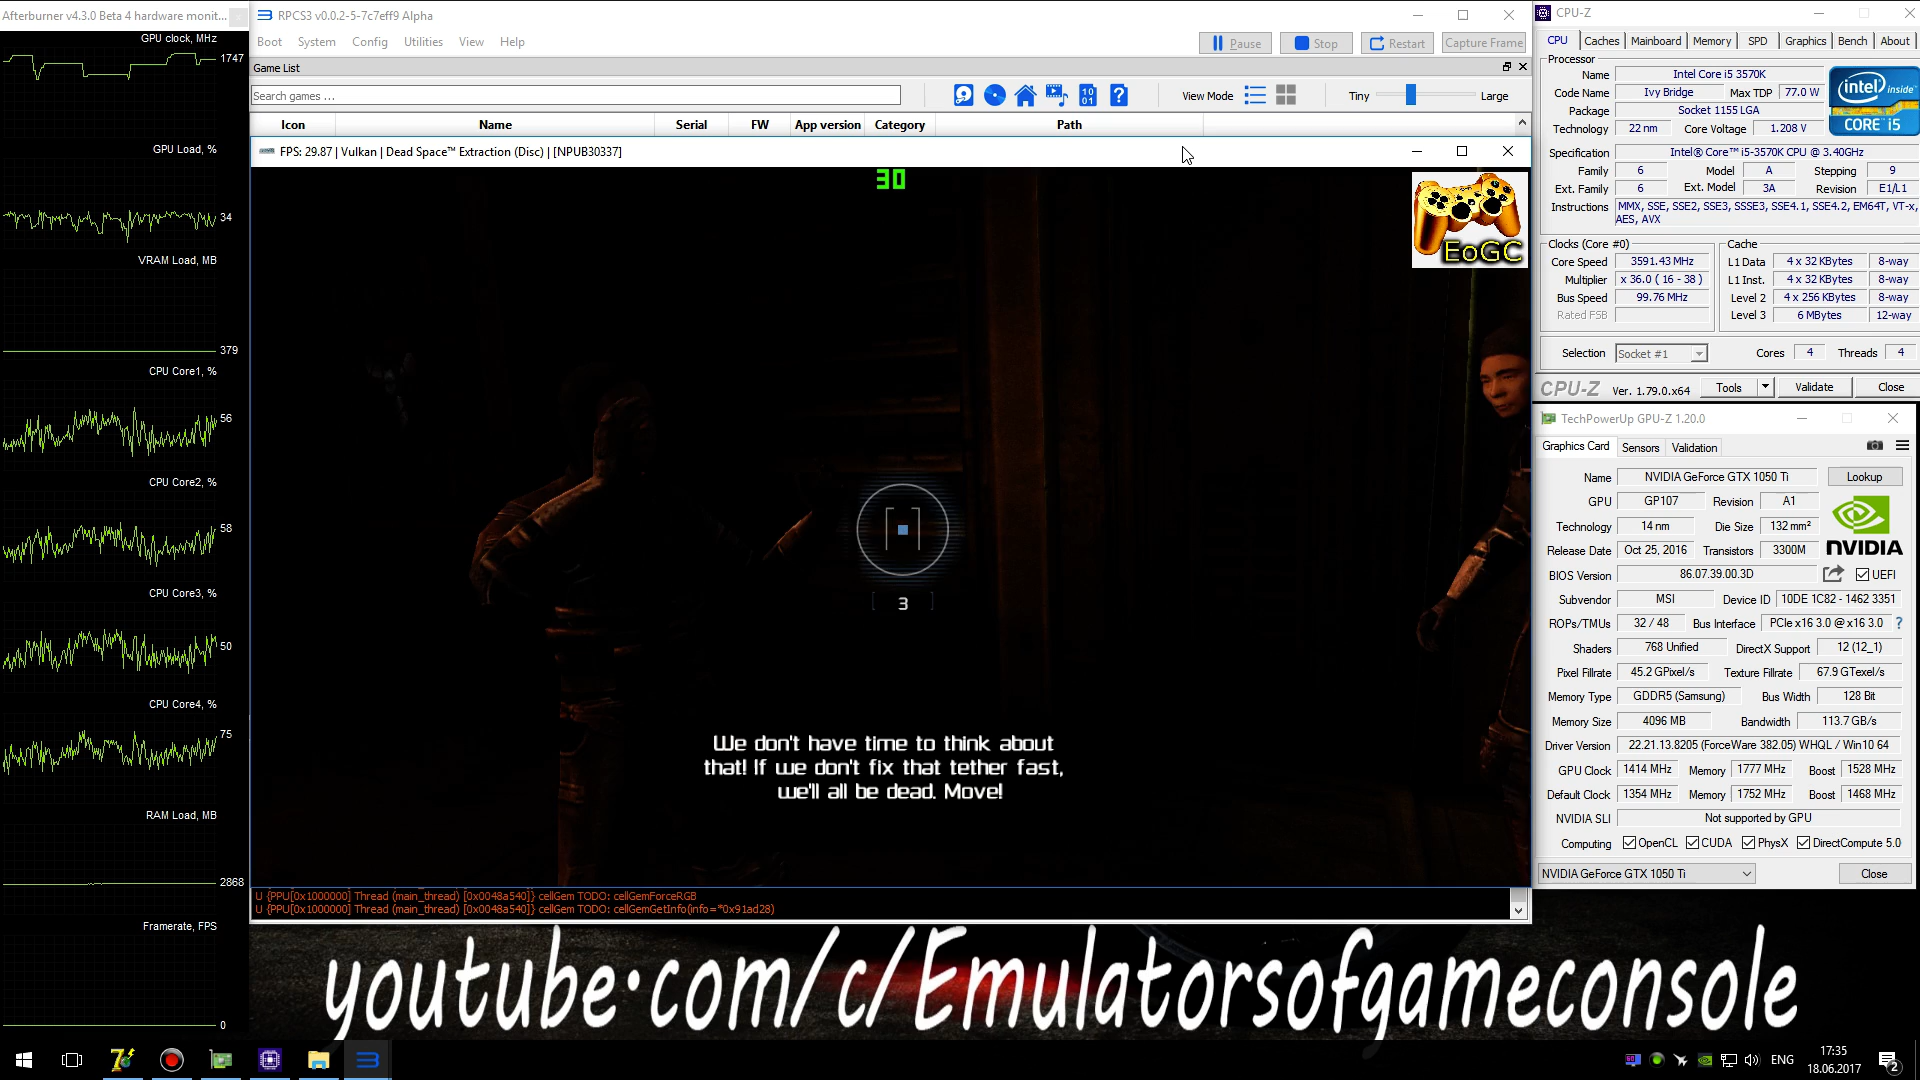 Afterburner v4.3.0 Beta 4 hardware monit...
GPU clock, MHz
1747
GPU Load, %
34
VRAM Load, MB
379
CPU Core1, %
56
CPU Core2, %
58
CPU Core3, %
50
CPU Core4, %
75
RAM Load, MB
2868
Framerate, FPS
0
RPCS3 v0.0.2-5-7c7eff9 Alpha
Boot System Config Utilities View Help
Pause Stop Restart Capture Frame
Game List
Search games ...
View Mode Tiny Large
Icon Name Serial FW App version Category Path
FPS: 29.87 | Vulkan | Dead Space™ Extraction (Disc) | [NPUB30337]
30
EoGC
3
We don't have time to think about
that! If we don't fix that tether fast,
we'll all be dead. Move!
U {PPU[0x1000000] Thread (main_thread) [0x0048a540]} cellGem TODO: cellGemForceRGB
U {PPU[0x1000000] Thread (main_thread) [0x0048a540]} cellGem TODO: cellGemGetInfo(info=*0x91ad28)
CPU-Z
CPU Caches Mainboard Memory SPD Graphics Bench About
Processor
Name Intel Core i5 3570K
Code Name Ivy Bridge Max TDP 77.0 W
Package Socket 1155 LGA
Technology 22 nm Core Voltage 1.208 V
intel inside™
CORE i5
Specification Intel® Core™ i5-3570K CPU @ 3.40GHz
Family 6 Model A Stepping 9
Ext. Family 6 Ext. Model 3A Revision E1/L1
Instructions MMX, SSE, SSE2, SSE3, SSSE3, SSE4.1, SSE4.2, EM64T, VT-x,
AES, AVX
Clocks (Core #0) Cache
Core Speed 3591.43 MHz L1 Data 4 x 32 KBytes 8-way
Multiplier x 36.0 ( 16 - 38 ) L1 Inst. 4 x 32 KBytes 8-way
Bus Speed 99.76 MHz Level 2 4 x 256 KBytes 8-way
Rated FSB Level 3 6 MBytes 12-way
Selection Socket #1 Cores 4 Threads 4
CPU-Z Ver. 1.79.0.x64 Tools Validate Close
TechPowerUp GPU-Z 1.20.0
Graphics Card Sensors Validation
Name NVIDIA GeForce GTX 1050 Ti Lookup
GPU GP107 Revision A1
Technology 14 nm Die Size 132 mm²
Release Date Oct 25, 2016 Transistors 3300M
NVIDIA
BIOS Version 86.07.39.00.3D UEFI
Subvendor MSI Device ID 10DE 1C82 - 1462 3351
ROPs/TMUs 32 / 48 Bus Interface PCIe x16 3.0 @ x16 3.0 ?
Shaders 768 Unified DirectX Support 12 (12_1)
Pixel Fillrate 45.2 GPixel/s Texture Fillrate 67.9 GTexel/s
Memory Type GDDR5 (Samsung) Bus Width 128 Bit
Memory Size 4096 MB Bandwidth 113.7 GB/s
Driver Version 22.21.13.8205 (ForceWare 382.05) WHQL / Win10 64
GPU Clock 1414 MHz Memory 1777 MHz Boost 1528 MHz
Default Clock 1354 MHz Memory 1752 MHz Boost 1468 MHz
NVIDIA SLI Not supported by GPU
Computing OpenCL CUDA PhysX DirectCompute 5.0
NVIDIA GeForce GTX 1050 Ti Close
youtube.com/c/Emulatorsofgameconsole
ENG 17:35
18.06.2017
2